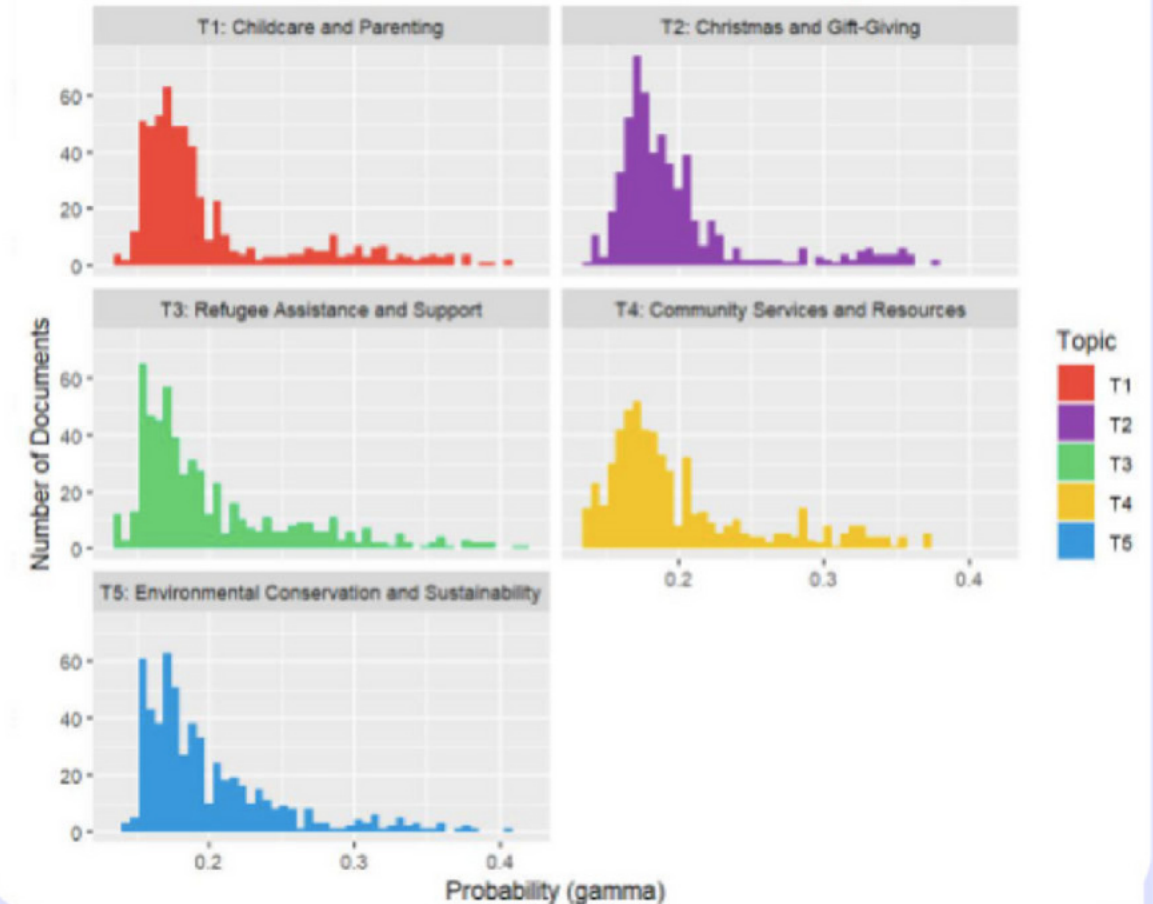 T1: Childcare and Parenting
T2: Christmas and Gift-Giving
60
40
20
0
T3: Refugee Assistance and Support
T4: Community Services and Resources
60
40
20
0
0.2
0.3
0.4
T5: Environmental Conservation and Sustainability
60
40
20
0
0.2
0.3
0.4
Number of Documents
Probability (gamma)
Topic
T1
T2
T3
T4
T5